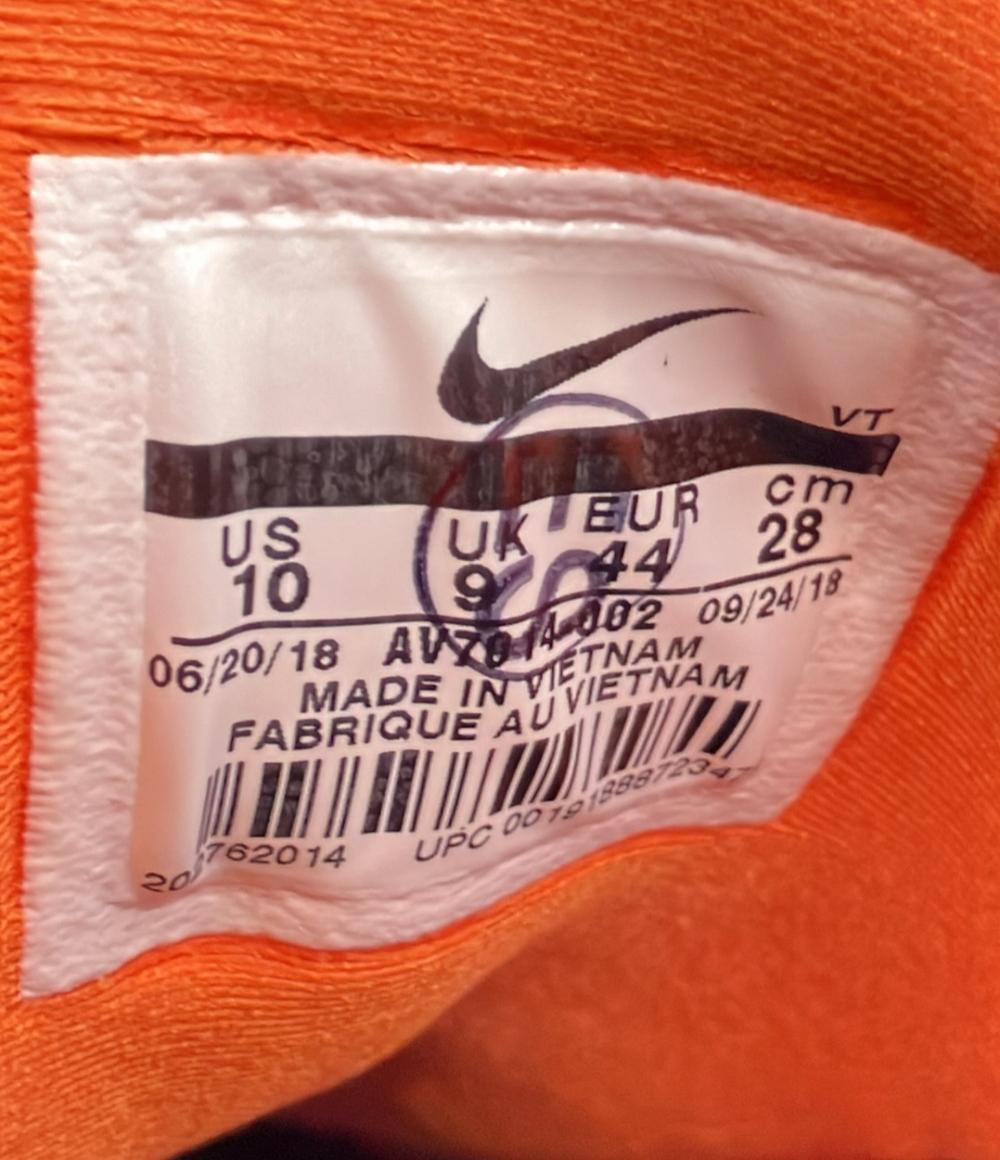 VT
US UK EUR cm
10 9 44 28
06/20/18 AV7014-002 09/24/18
MADE IN VIETNAM
FABRIQUE AU VIETNAM
UPC